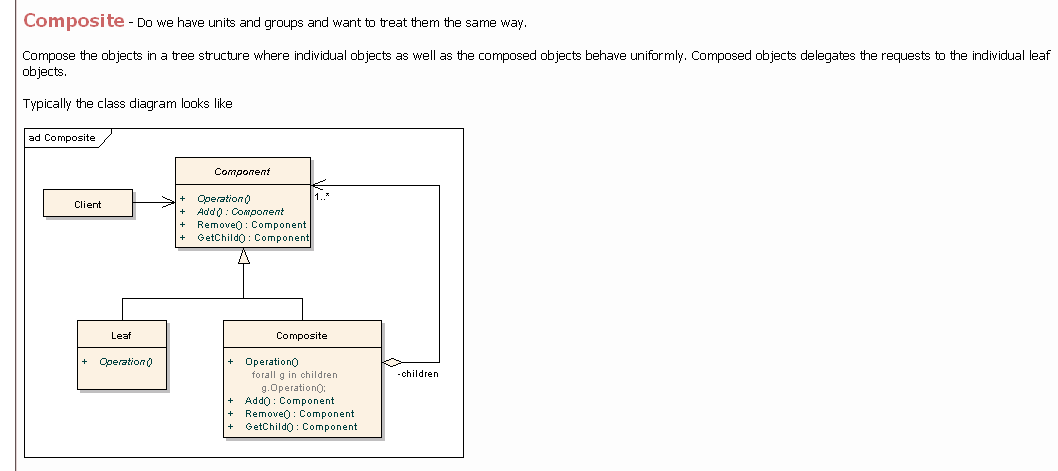 Composite - Do we have units and groups and want to treat them the same way.
Compose the objects in a tree structure where individual objects as well as the composed objects behave uniformly. Composed objects delegates the requests to the individual leaf
objects.
Typically the class diagram looks like
ad Composite
Component
+ Operation()
+ Add() : Component
+ Remove() : Component
+ GetChild() : Component
Client
1..*
Leaf
+ Operation()
Composite
+ Operation()
forall g in children
g.Operation();
+ Add() : Component
+ Remove() : Component
+ GetChild() : Component
-children